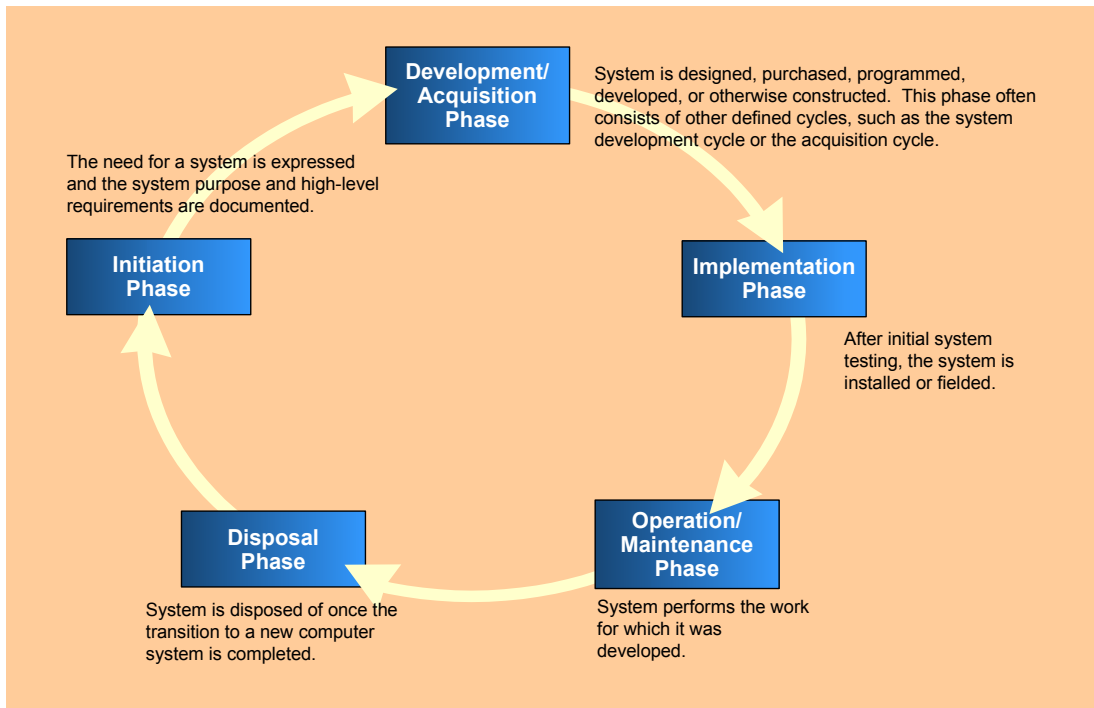 Development/
Acquisition
Phase
System is designed, purchased, programmed,
developed, or otherwise constructed.  This phase often
consists of other defined cycles, such as the system
development cycle or the acquisition cycle.
The need for a system is expressed
and the system purpose and high-level
requirements are documented.
Initiation
Phase
Implementation
Phase
After initial system
testing, the system is
installed or fielded.
Operation/
Maintenance
Phase
System performs the work
for which it was
developed.
Disposal
Phase
System is disposed of once the
transition to a new computer
system is completed.